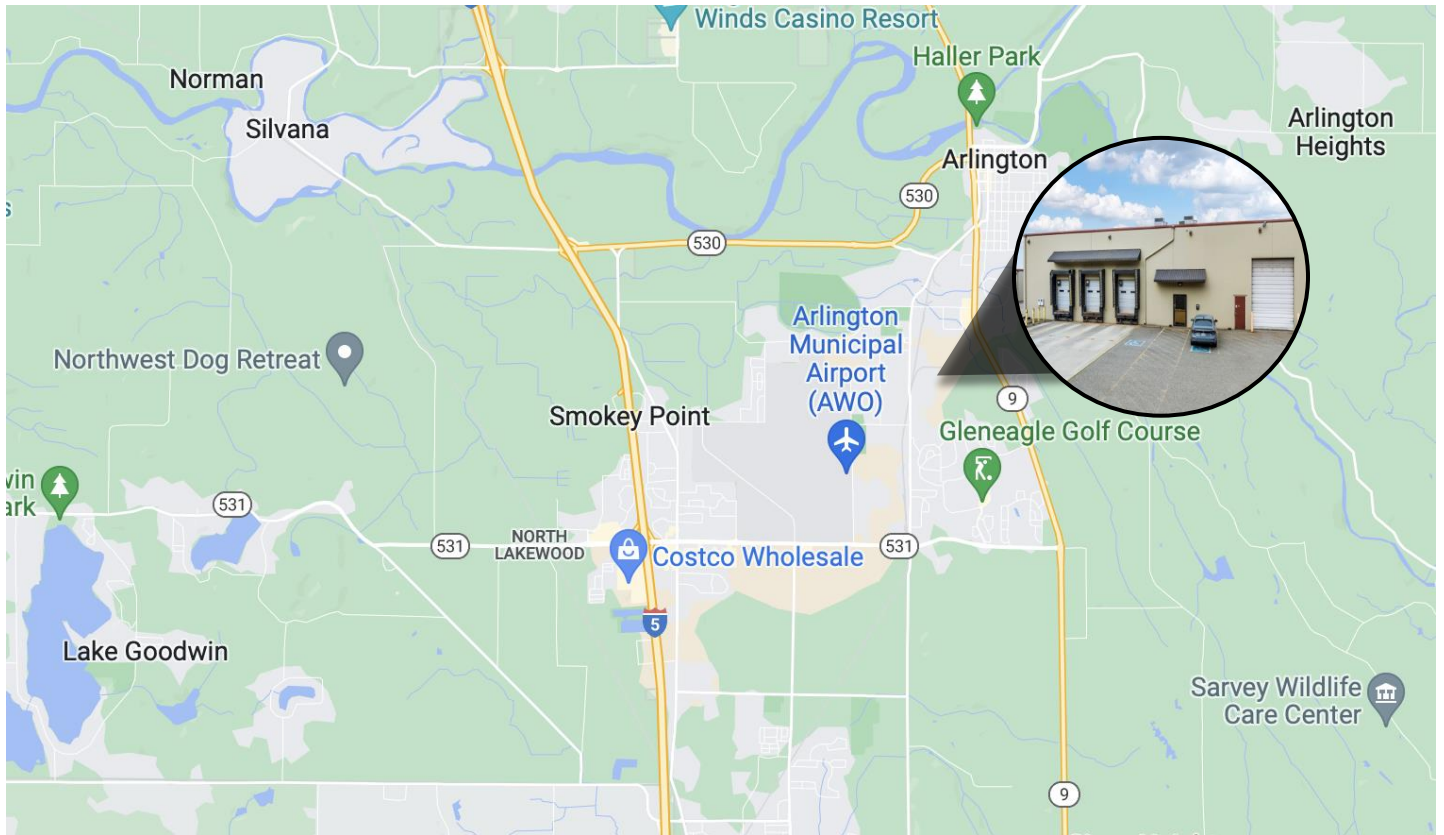 Winds Casino Resort
Haller Park
Norman
Silvana
Arlington
Heights
Arlington
530
530
Arlington
Municipal
Airport
(AWO)
Northwest Dog Retreat
9
Smokey Point
Gleneagle Golf Course
win
ark
531
531
NORTH
LAKEWOOD
531
Costco Wholesale
5
Lake Goodwin
Sarvey Wildlife
Care Center
9